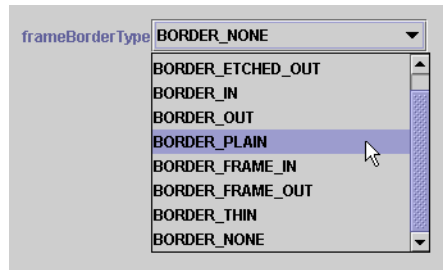 frameBorderType BORDER_NONE
BORDER_ETCHED_OUT
BORDER_IN
BORDER_OUT
BORDER_PLAIN
BORDER_FRAME_IN
BORDER_FRAME_OUT
BORDER_THIN
BORDER_NONE